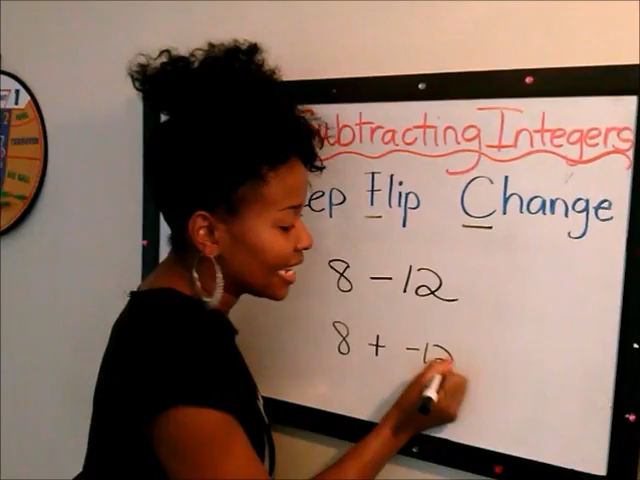 ubtracting Integers
ep Flip Change
8 - 12
8 + -12